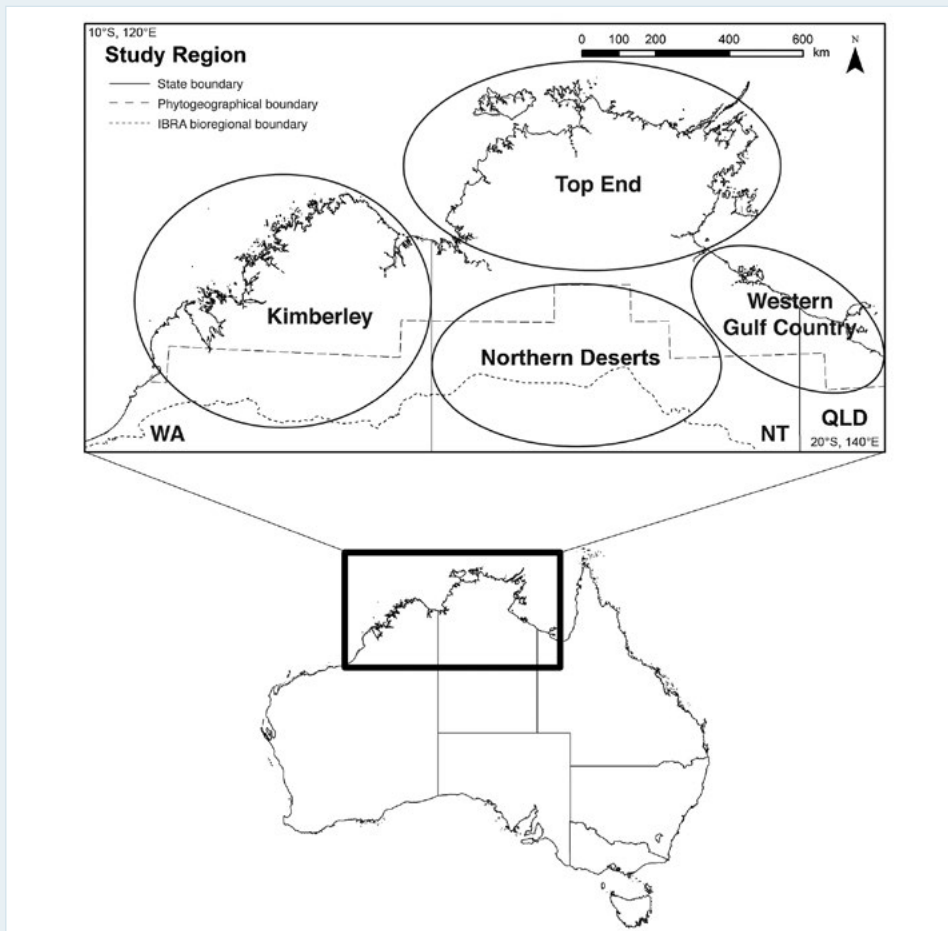 10°S, 120°E
Study Region
State boundary
Phytogeographical boundary
IBRA bioregional boundary
0 100 200 400 600
km
N
Top End
Kimberley
Western
Gulf Country
Northern Deserts
WA
NT
QLD
20°S, 140°E